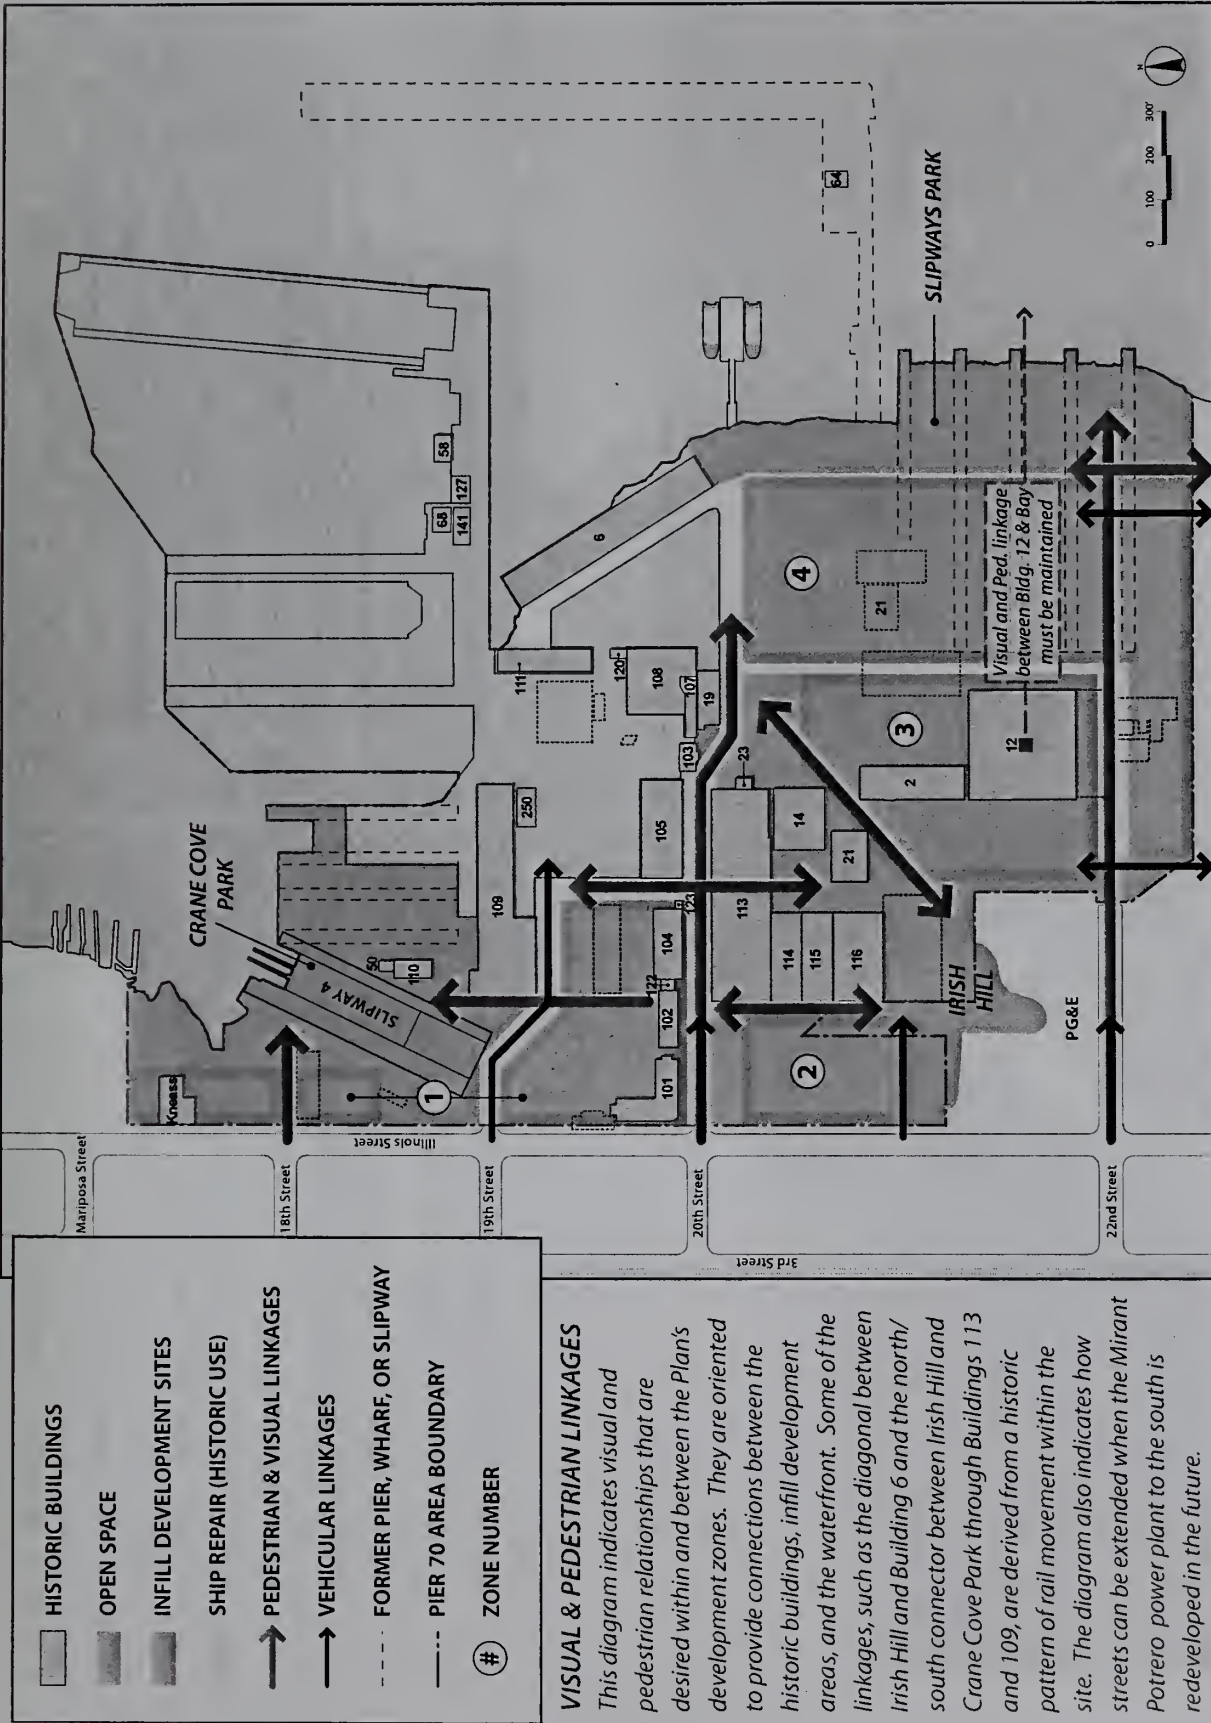 HISTORIC BUILDINGS
OPEN SPACE
INFILL DEVELOPMENT SITES
SHIP REPAIR (HISTORIC USE)
PEDESTRIAN & VISUAL LINKAGES
VEHICULAR LINKAGES
FORMER PIER, WHARF, OR SLIPWAY
PIER 70 AREA BOUNDARY
# ZONE NUMBER
VISUAL & PEDESTRIAN LINKAGES
This diagram indicates visual and
pedestrian relationships that are
desired within and between the Plan's
development zones. They are oriented
to provide connections between the
historic buildings, infill development
areas, and the waterfront. Some of the
linkages, such as the diagonal between
Irish Hill and Building 6 and the north/
south connector between Irish Hill and
Crane Cove Park through Buildings 113
and 109, are derived from a historic
pattern of rail movement within the
site. The diagram also indicates how
streets can be extended when the Mirant
Potrero power plant to the south is
redeveloped in the future.
Mariposa Street
18th Street
19th Street
20th Street
22nd Street
3rd Street
Illinois Street
Kneass
CRANE COVE
PARK
SLIPWAY 4
50
110
109
250
1
101
102
122
104
123
105
103
107
19
108
120
111
6
68
141
127
58
64
23
113
14
21
114
115
116
2
IRISH
HILL
PG&E
2
3
12
4
21
Visual and Ped. linkage
between Bldg. 12 & Bay
must be maintained
SLIPWAYS PARK
0 100 200 300'
N